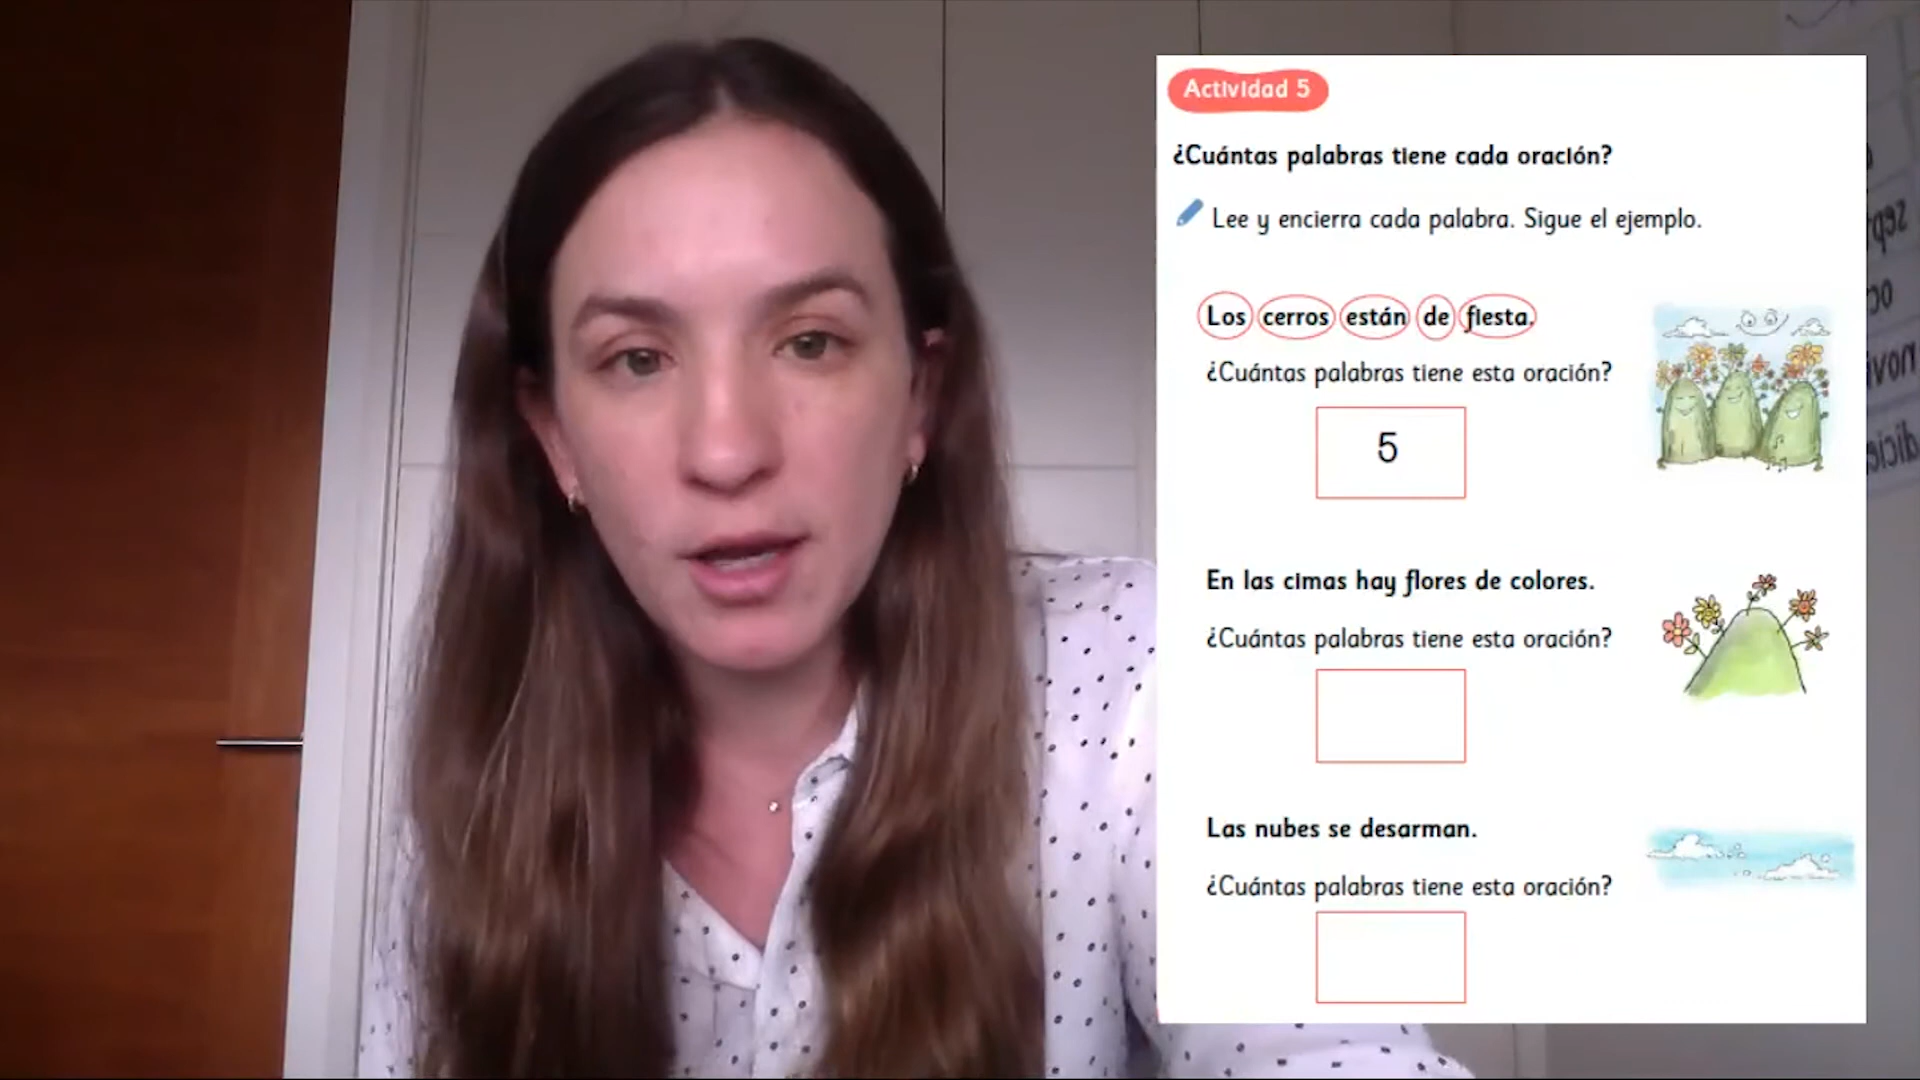 Actividad 5
¿Cuántas palabras tiene cada oración?
Lee y encierra cada palabra. Sigue el ejemplo.
Los cerros están de fiesta.
¿Cuántas palabras tiene esta oración?
5
En las cimas hay flores de colores.
¿Cuántas palabras tiene esta oración?
Las nubes se desarman.
¿Cuántas palabras tiene esta oración?